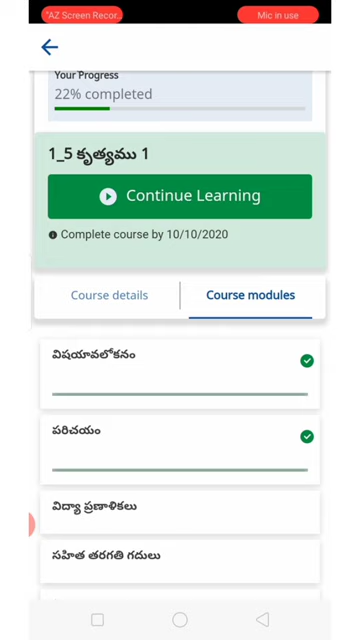 "AZ Screen Recor..
Mic in use
Your Progress
22% completed
1_5 కృత్యము 1
Continue Learning
Complete course by 10/10/2020
Course details
Course modules
విషయావలోకనం
పరిచయం
విద్యా ప్రణాళికలు
సహిత తరగతి గదులు